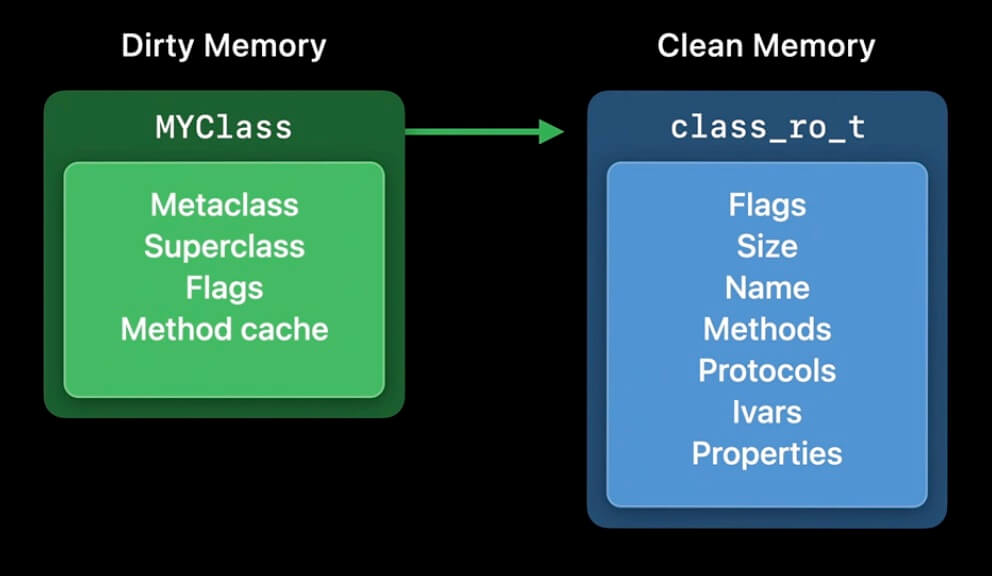 Dirty Memory
MYClass
Metaclass
Superclass
Flags
Method cache
Clean Memory
class_ro_t
Flags
Size
Name
Methods
Protocols
Ivars
Properties